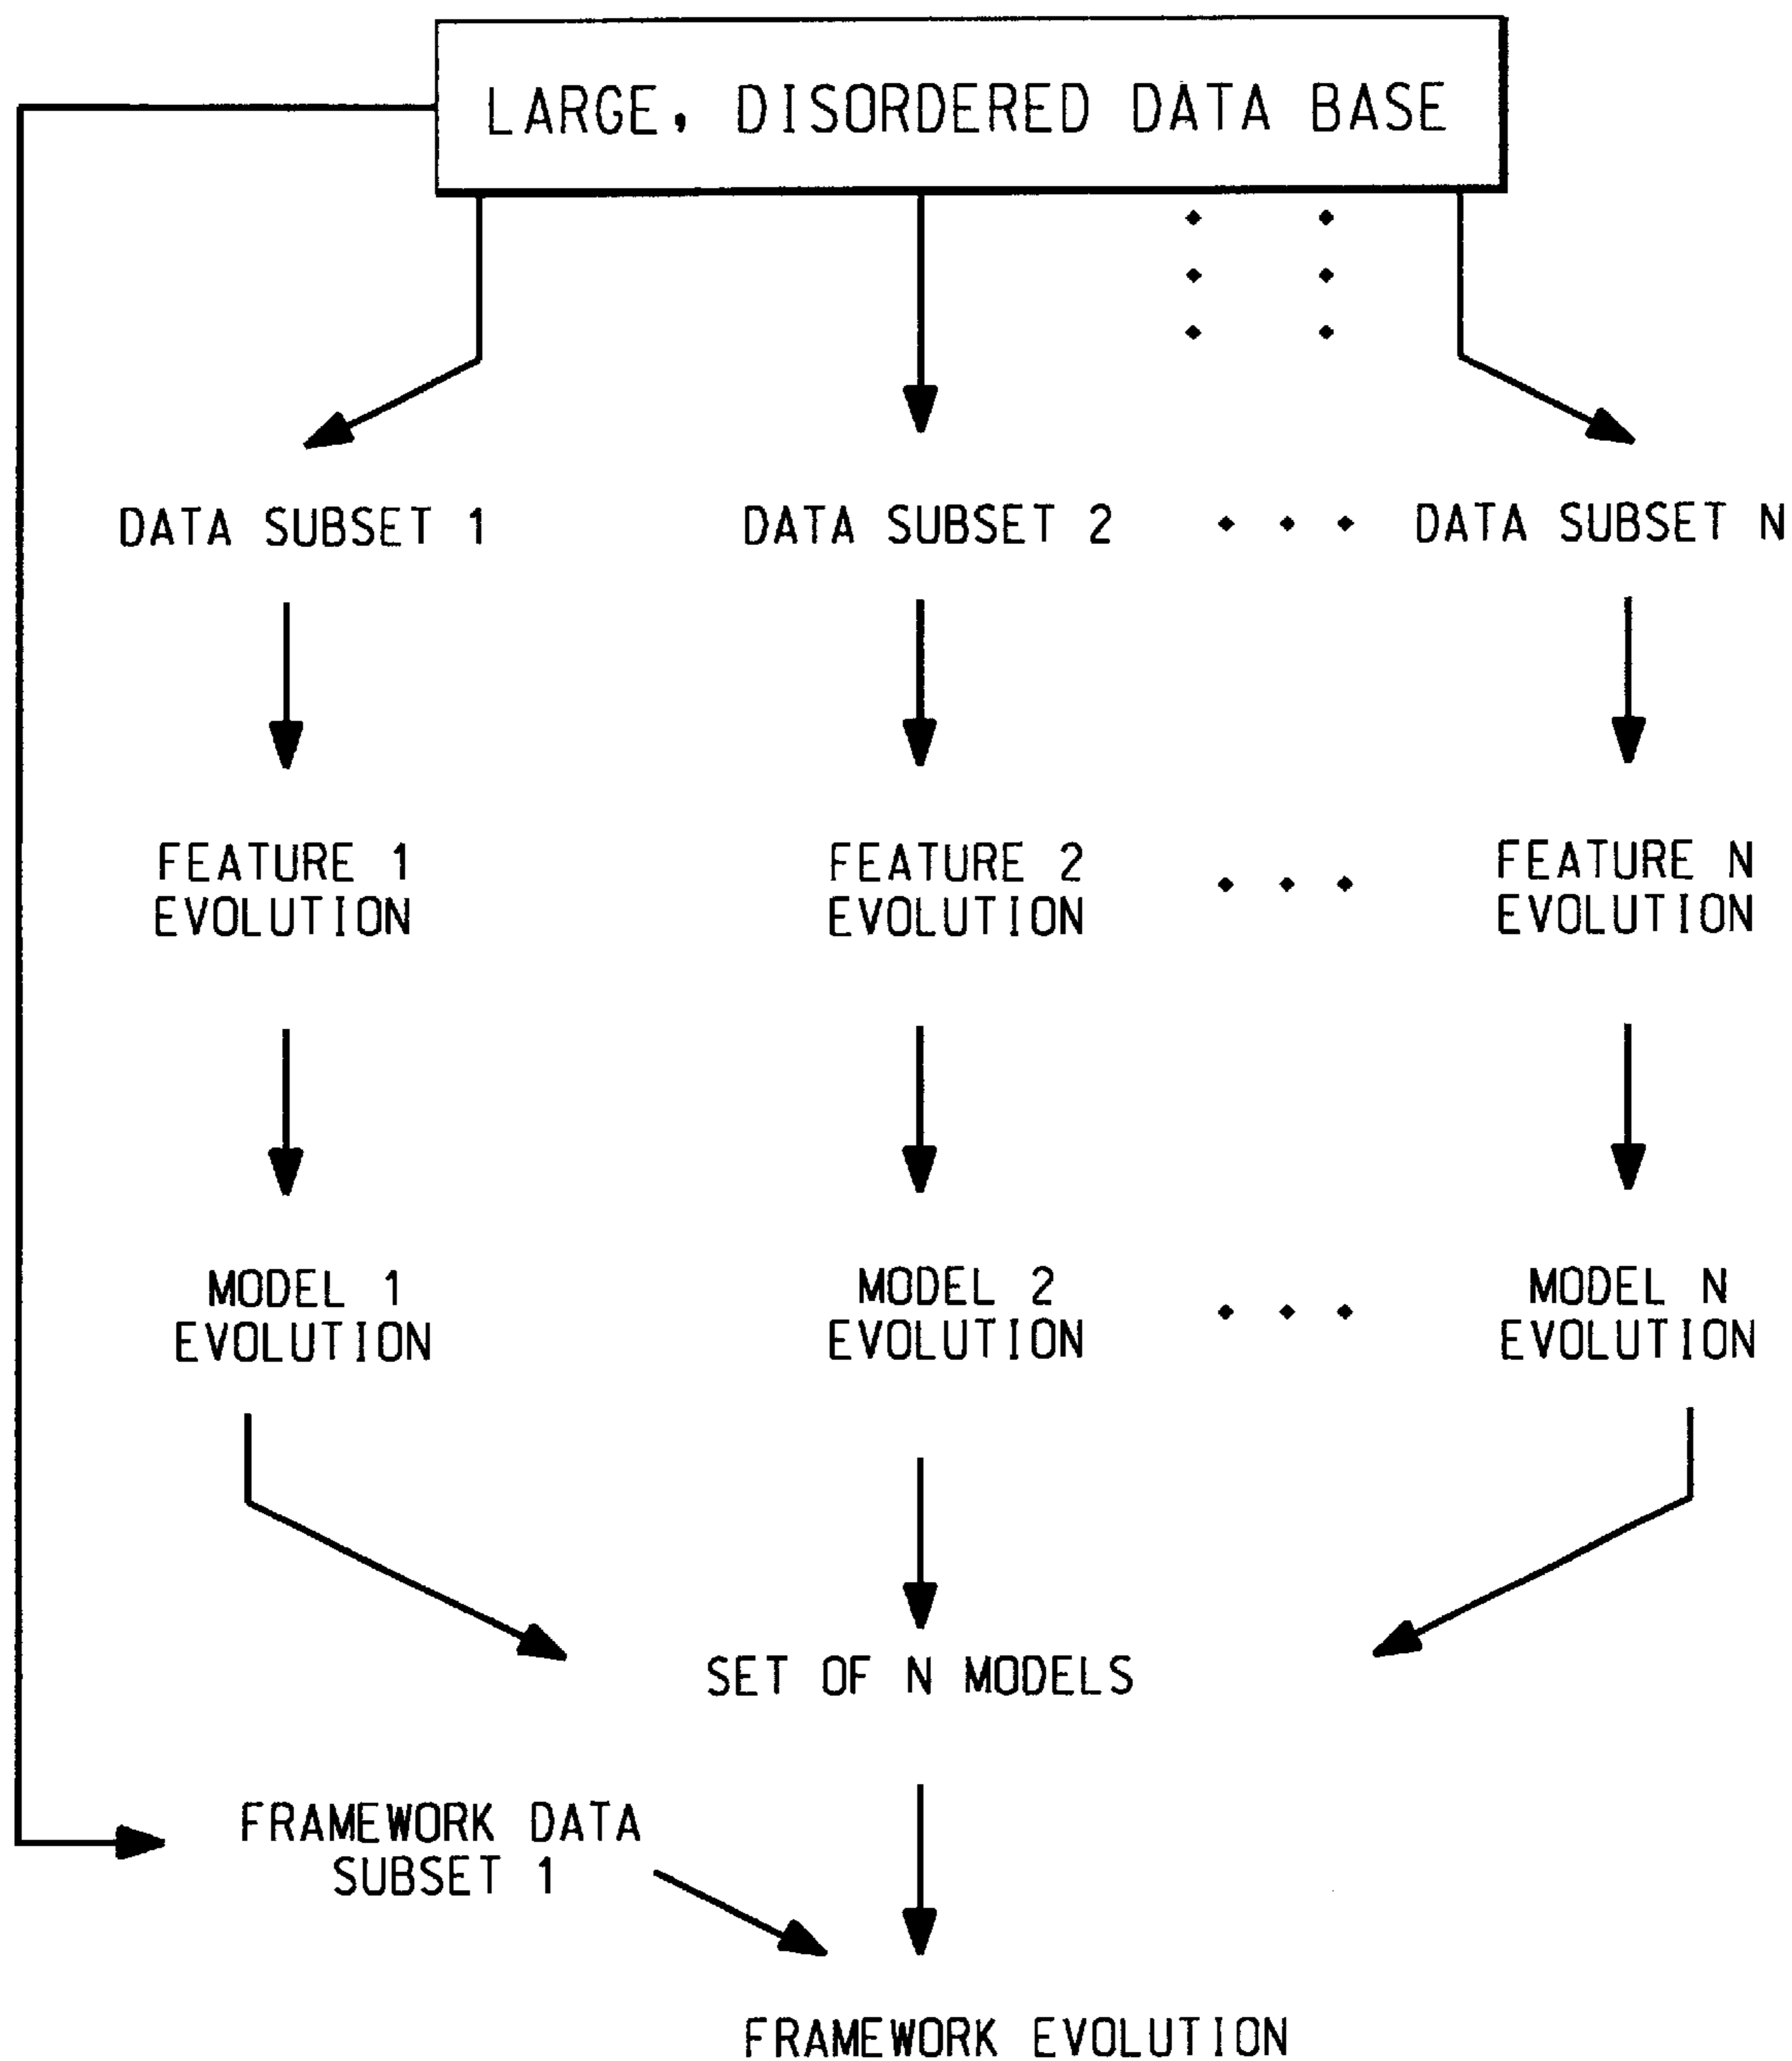 LARGE, DISORDERED DATA BASE
DATA SUBSET 1
DATA SUBSET 2
DATA SUBSET N
FEATURE 1
EVOLUTION
FEATURE 2
EVOLUTION
FEATURE N
EVOLUTION
MODEL 1
EVOLUTION
MODEL 2
EVOLUTION
MODEL N
EVOLUTION
SET OF N MODELS
FRAMEWORK DATA
SUBSET 1
FRAMEWORK EVOLUTION